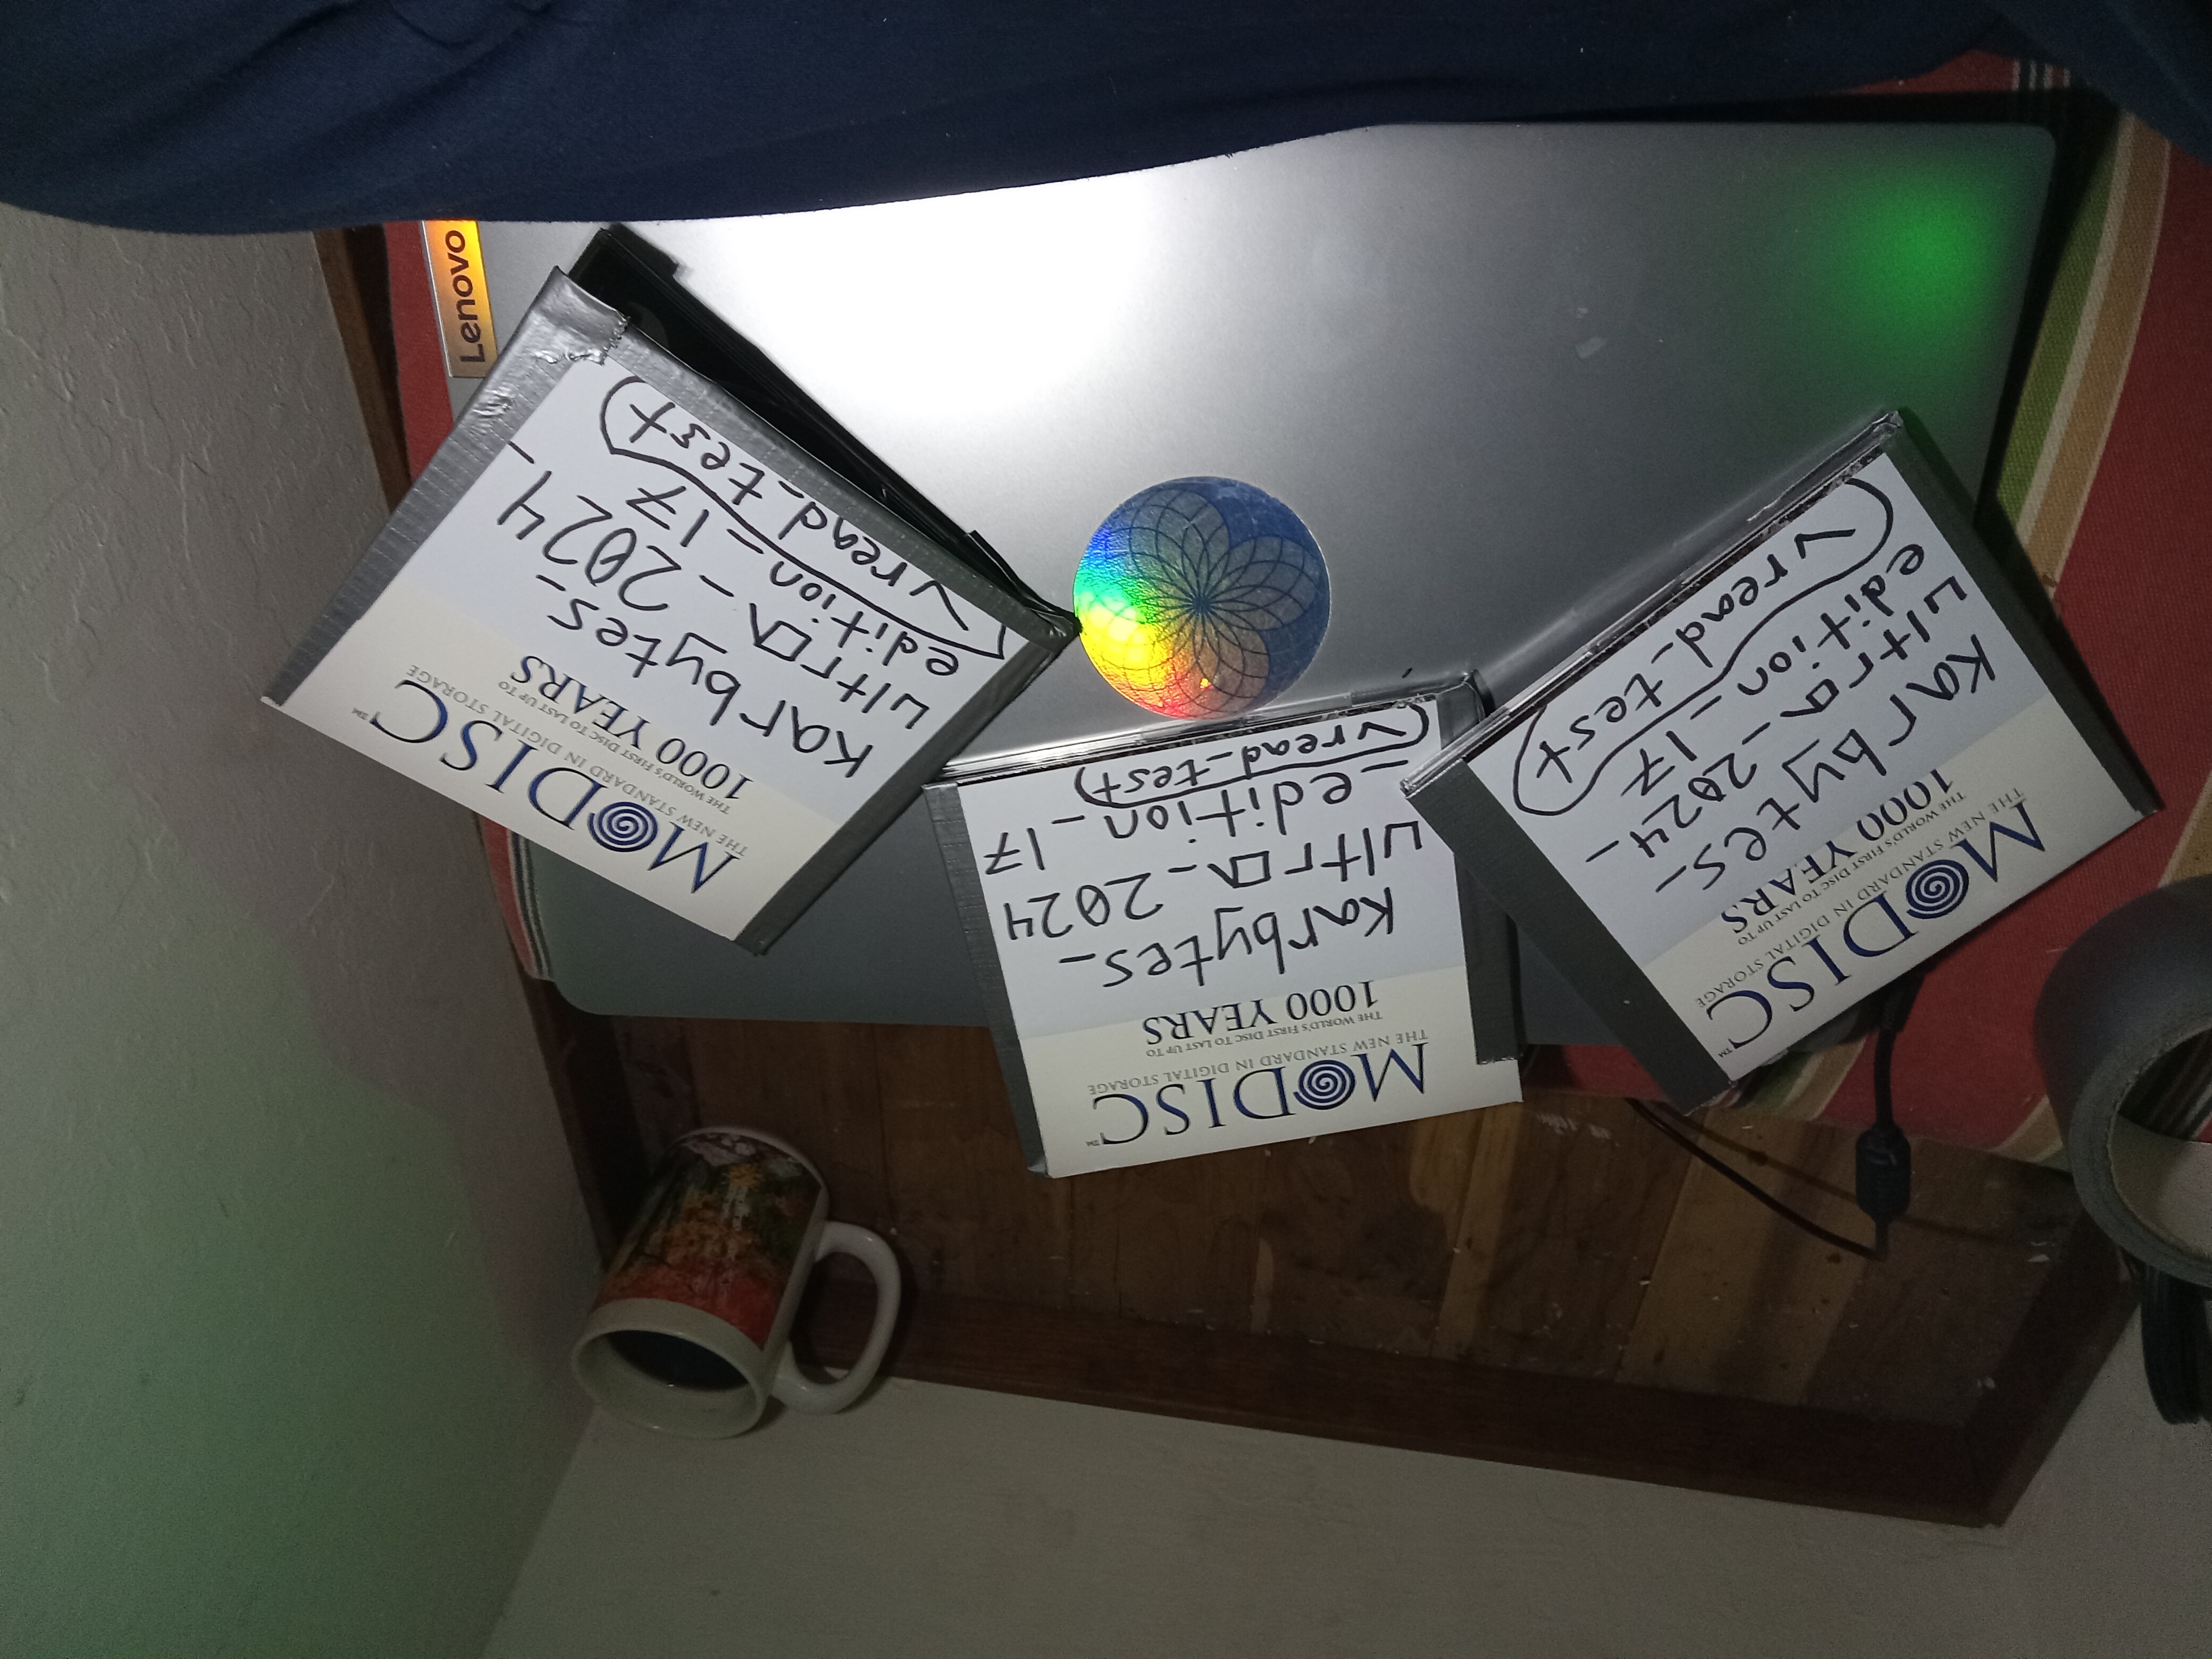 MODISC™
THE NEW STANDARD IN DIGITAL STORAGE
THE WORLD'S FIRST DISC TO LAST UP TO
1000 YEARS
Karbytes_
ultra_2024_
edition_17
✓read_test
MODISC™
THE NEW STANDARD IN DIGITAL STORAGE
THE WORLD'S FIRST DISC TO LAST UP TO
1000 YEARS
Karbytes_
ultra_2024
_edition_17
✓read_test
MODISC™
THE NEW STANDARD IN DIGITAL STORAGE
THE WORLD'S FIRST DISC TO LAST UP TO
1000 YEARS
Karbytes_
ultra_2024_
edition_17
✓read_test
Lenovo